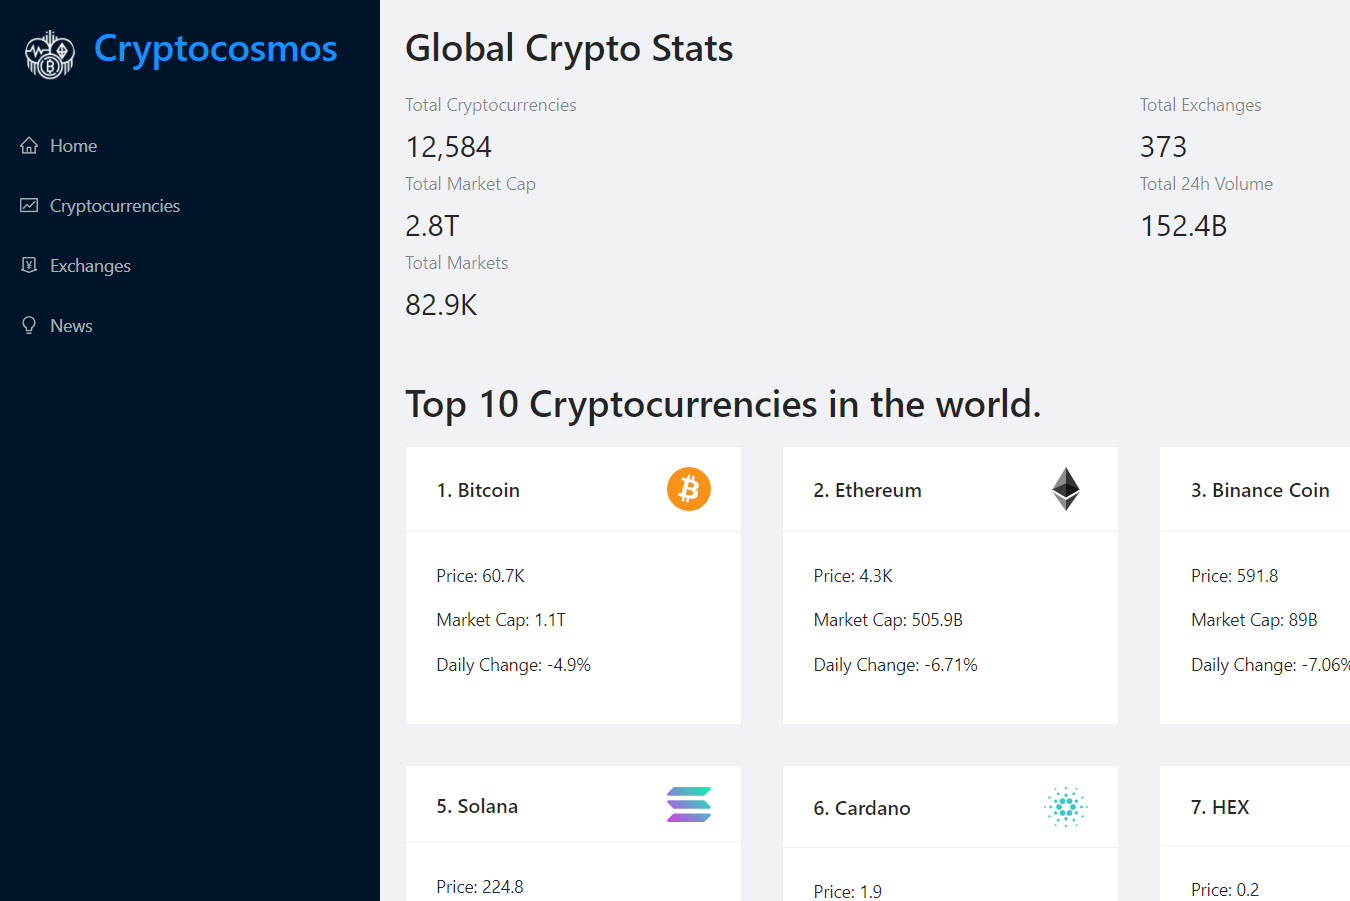 Cryptocosmos
Home
Cryptocurrencies
Exchanges
News
Global Crypto Stats
Total Cryptocurrencies
12,584
Total Exchanges
373
Total Market Cap
2.8T
Total 24h Volume
152.4B
Total Markets
82.9K
Top 10 Cryptocurrencies in the world.
1. Bitcoin
Price: 60.7K
Market Cap: 1.1T
Daily Change: -4.9%
2. Ethereum
Price: 4.3K
Market Cap: 505.9B
Daily Change: -6.71%
3. Binance Coin
Price: 591.8
Market Cap: 89B
Daily Change: -7.06%
5. Solana
Price: 224.8
6. Cardano
Price: 1.9
7. HEX
Price: 0.2